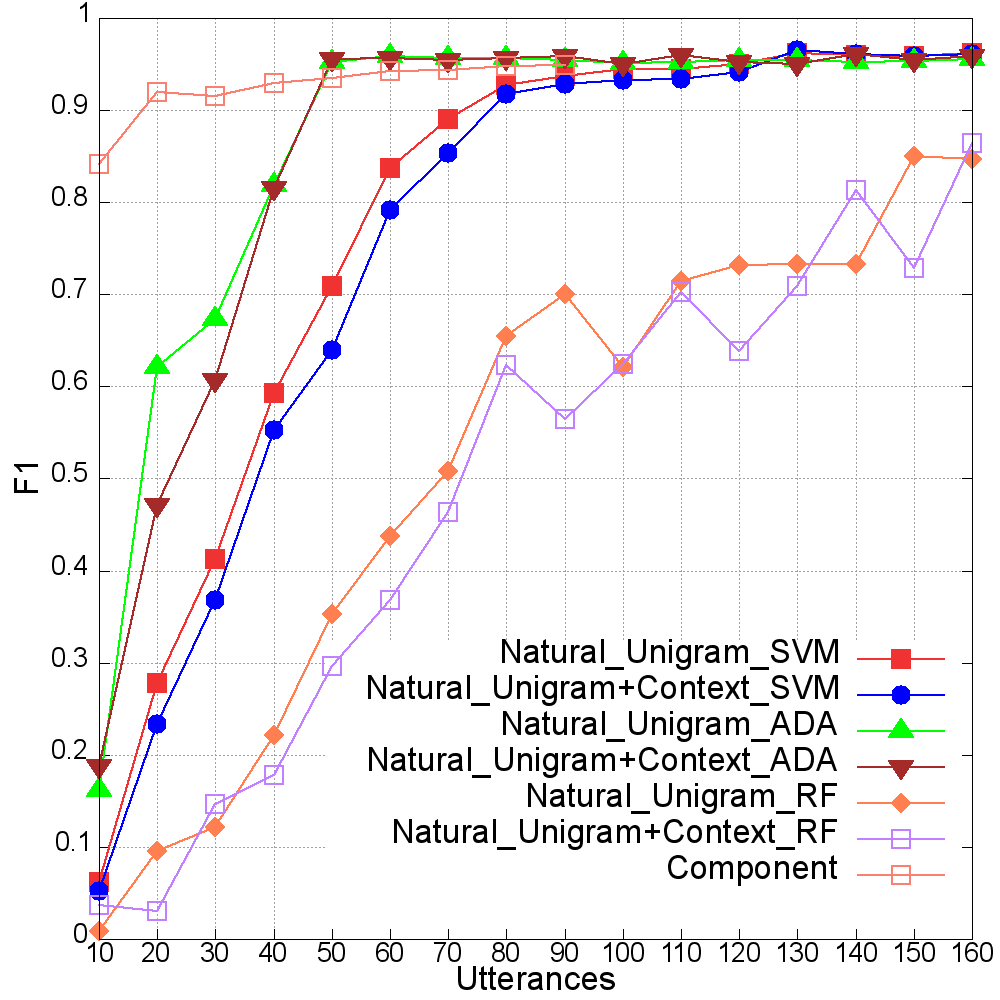 1
0.9
0.8
0.7
0.6
0.5
0.4
0.3
0.2
0.1
0
F1
Natural_Unigram_SVM
Natural_Unigram+Context_SVM
Natural_Unigram_ADA
Natural_Unigram+Context_ADA
Natural_Unigram_RF
Natural_Unigram+Context_RF
Component
10 20 30 40 50 60 70 80 90 100 110 120 130 140 150 160
Utterances